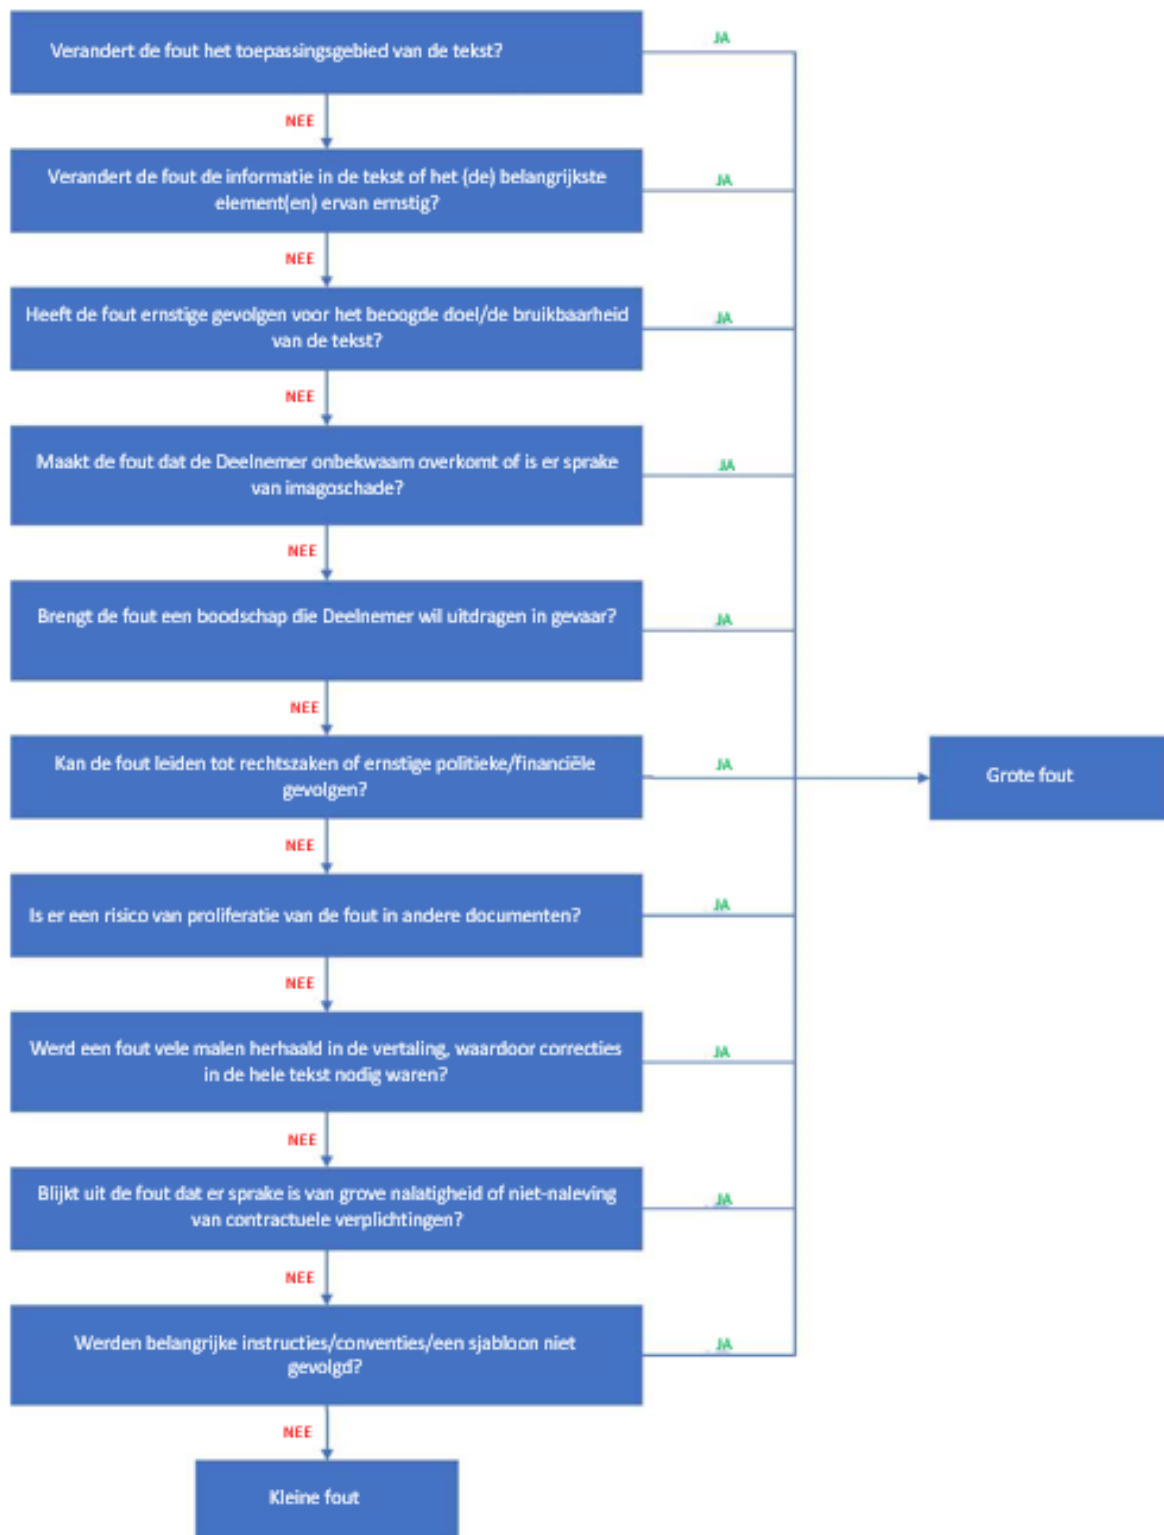 Verandert de fout het toepassingsgebied van de tekst?
JA
NEE
Verandert de fout de informatie in de tekst of het (de) belangrijkste
element(en) ervan ernstig?
JA
NEE
Heeft de fout ernstige gevolgen voor het beoogde doel/de bruikbaarheid
van de tekst?
JA
NEE
Maakt de fout dat de Deelnemer onbekwaam overkomt of is er sprake
van imagoschade?
JA
NEE
Brengt de fout een boodschap die Deelnemer wil uitdragen in gevaar?
JA
NEE
Kan de fout leiden tot rechtszaken of ernstige politieke/financiële
gevolgen?
JA
Grote fout
NEE
Is er een risico van proliferatie van de fout in andere documenten?
JA
NEE
Werd een fout vele malen herhaald in de vertaling, waardoor correcties
in de hele tekst nodig waren?
JA
NEE
Blijkt uit de fout dat er sprake is van grove nalatigheid of niet-naleving
van contractuele verplichtingen?
JA
NEE
Werden belangrijke instructies/conventies/een sjabloon niet
gevolgd?
JA
NEE
Kleine fout